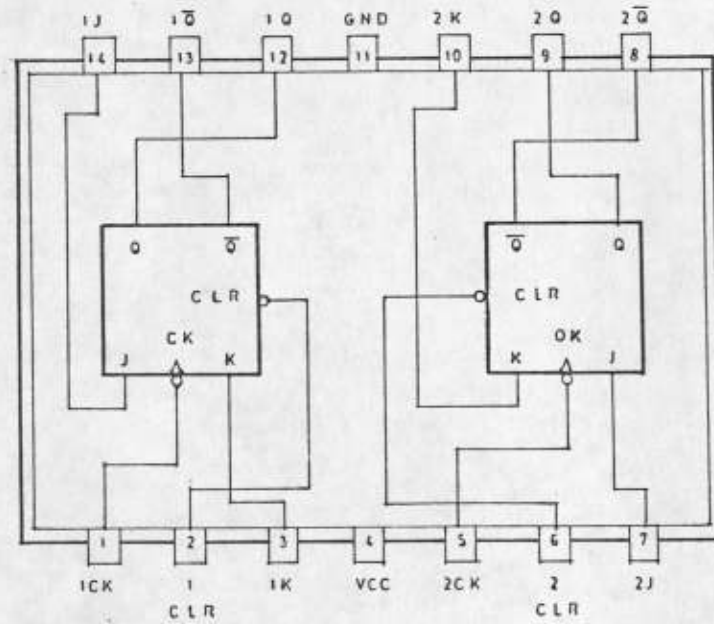 1J 1Q̅ 1Q GND 2K 2Q 2Q̅
14 13 12 11 10 9 8
Q Q̅ Q̅ Q
CLR CLR
CK OK
J K K J
1 2 3 4 5 6 7
1CK 1 1K VCC 2CK 2 2J
CLR CLR